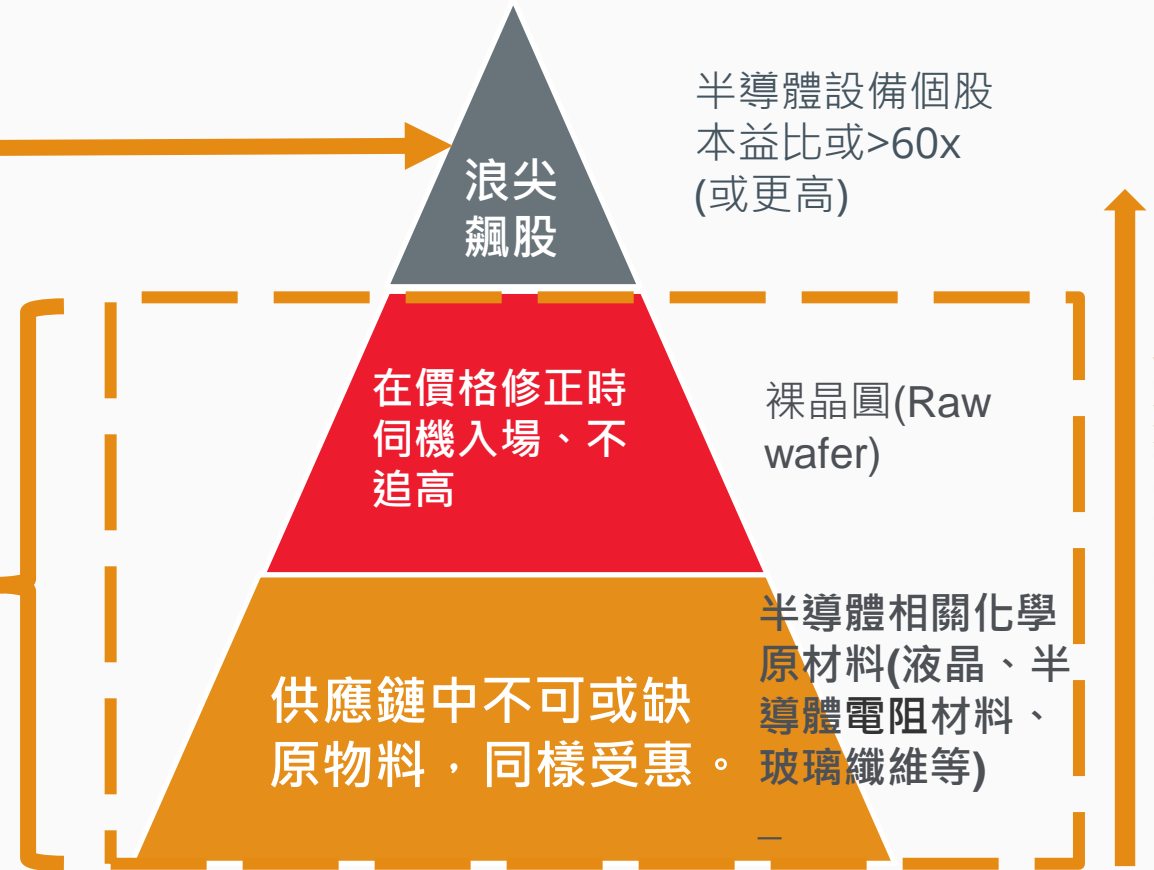 半導體設備個股
本益比或>60x
(或更高)
浪尖
飆股
在價格修正時
伺機入場、不
追高
裸晶圓(Raw
wafer)
供應鏈中不可或缺
原物料，同樣受惠。
半導體相關化學
原材料(液晶、半
導體電阻材料、
玻璃纖維等)